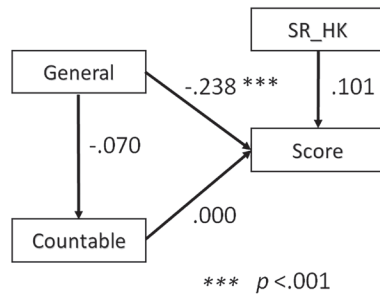 SR_HK
General
-.238 ***
.101
-.070
Score
.000
Countable
*** p <.001